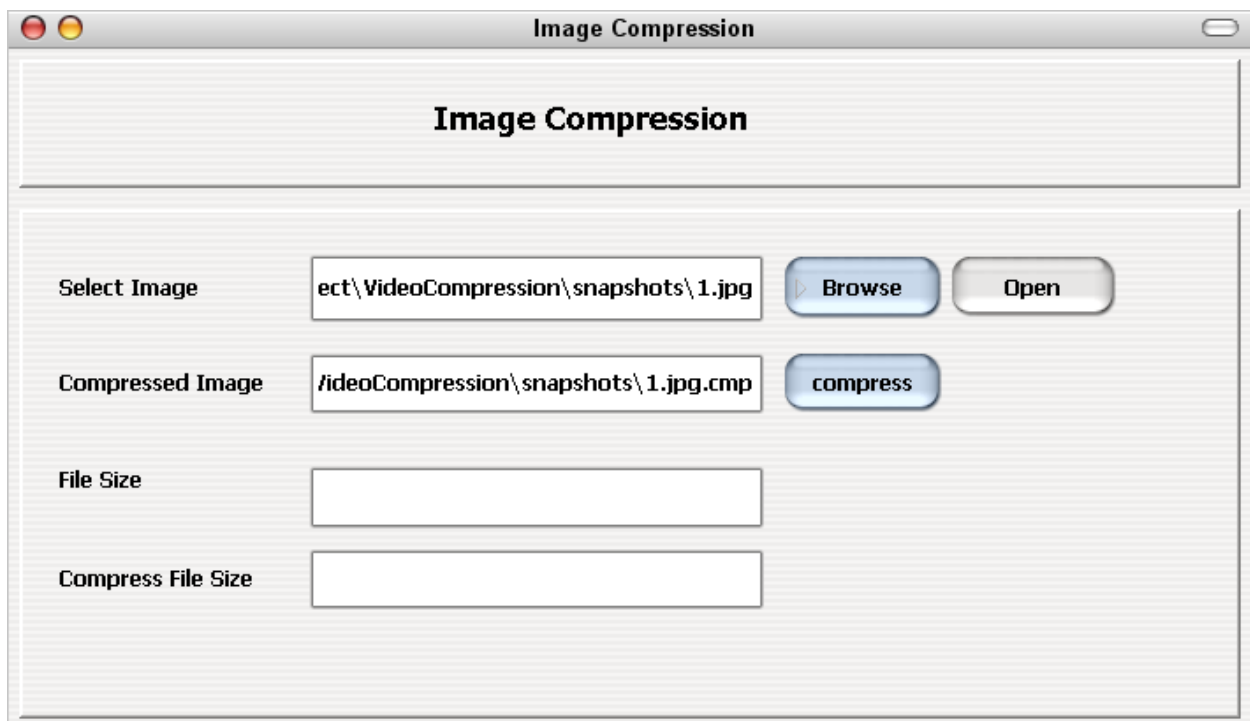 Image Compression
Image Compression
Select Image ect\VideoCompression\snapshots\1.jpg Browse Open
Compressed Image /ideoCompression\snapshots\1.jpg.cmp compress
File Size
Compress File Size